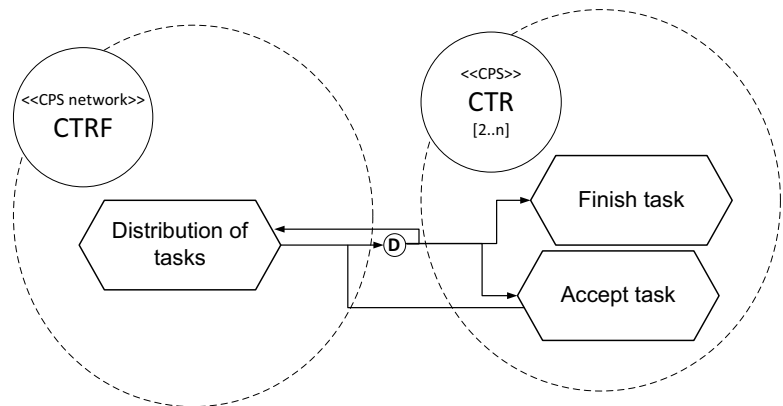 <<CPS network>>
CTRF
<<CPS>>
CTR
[2..n]
Distribution of
tasks
D
Finish task
Accept task